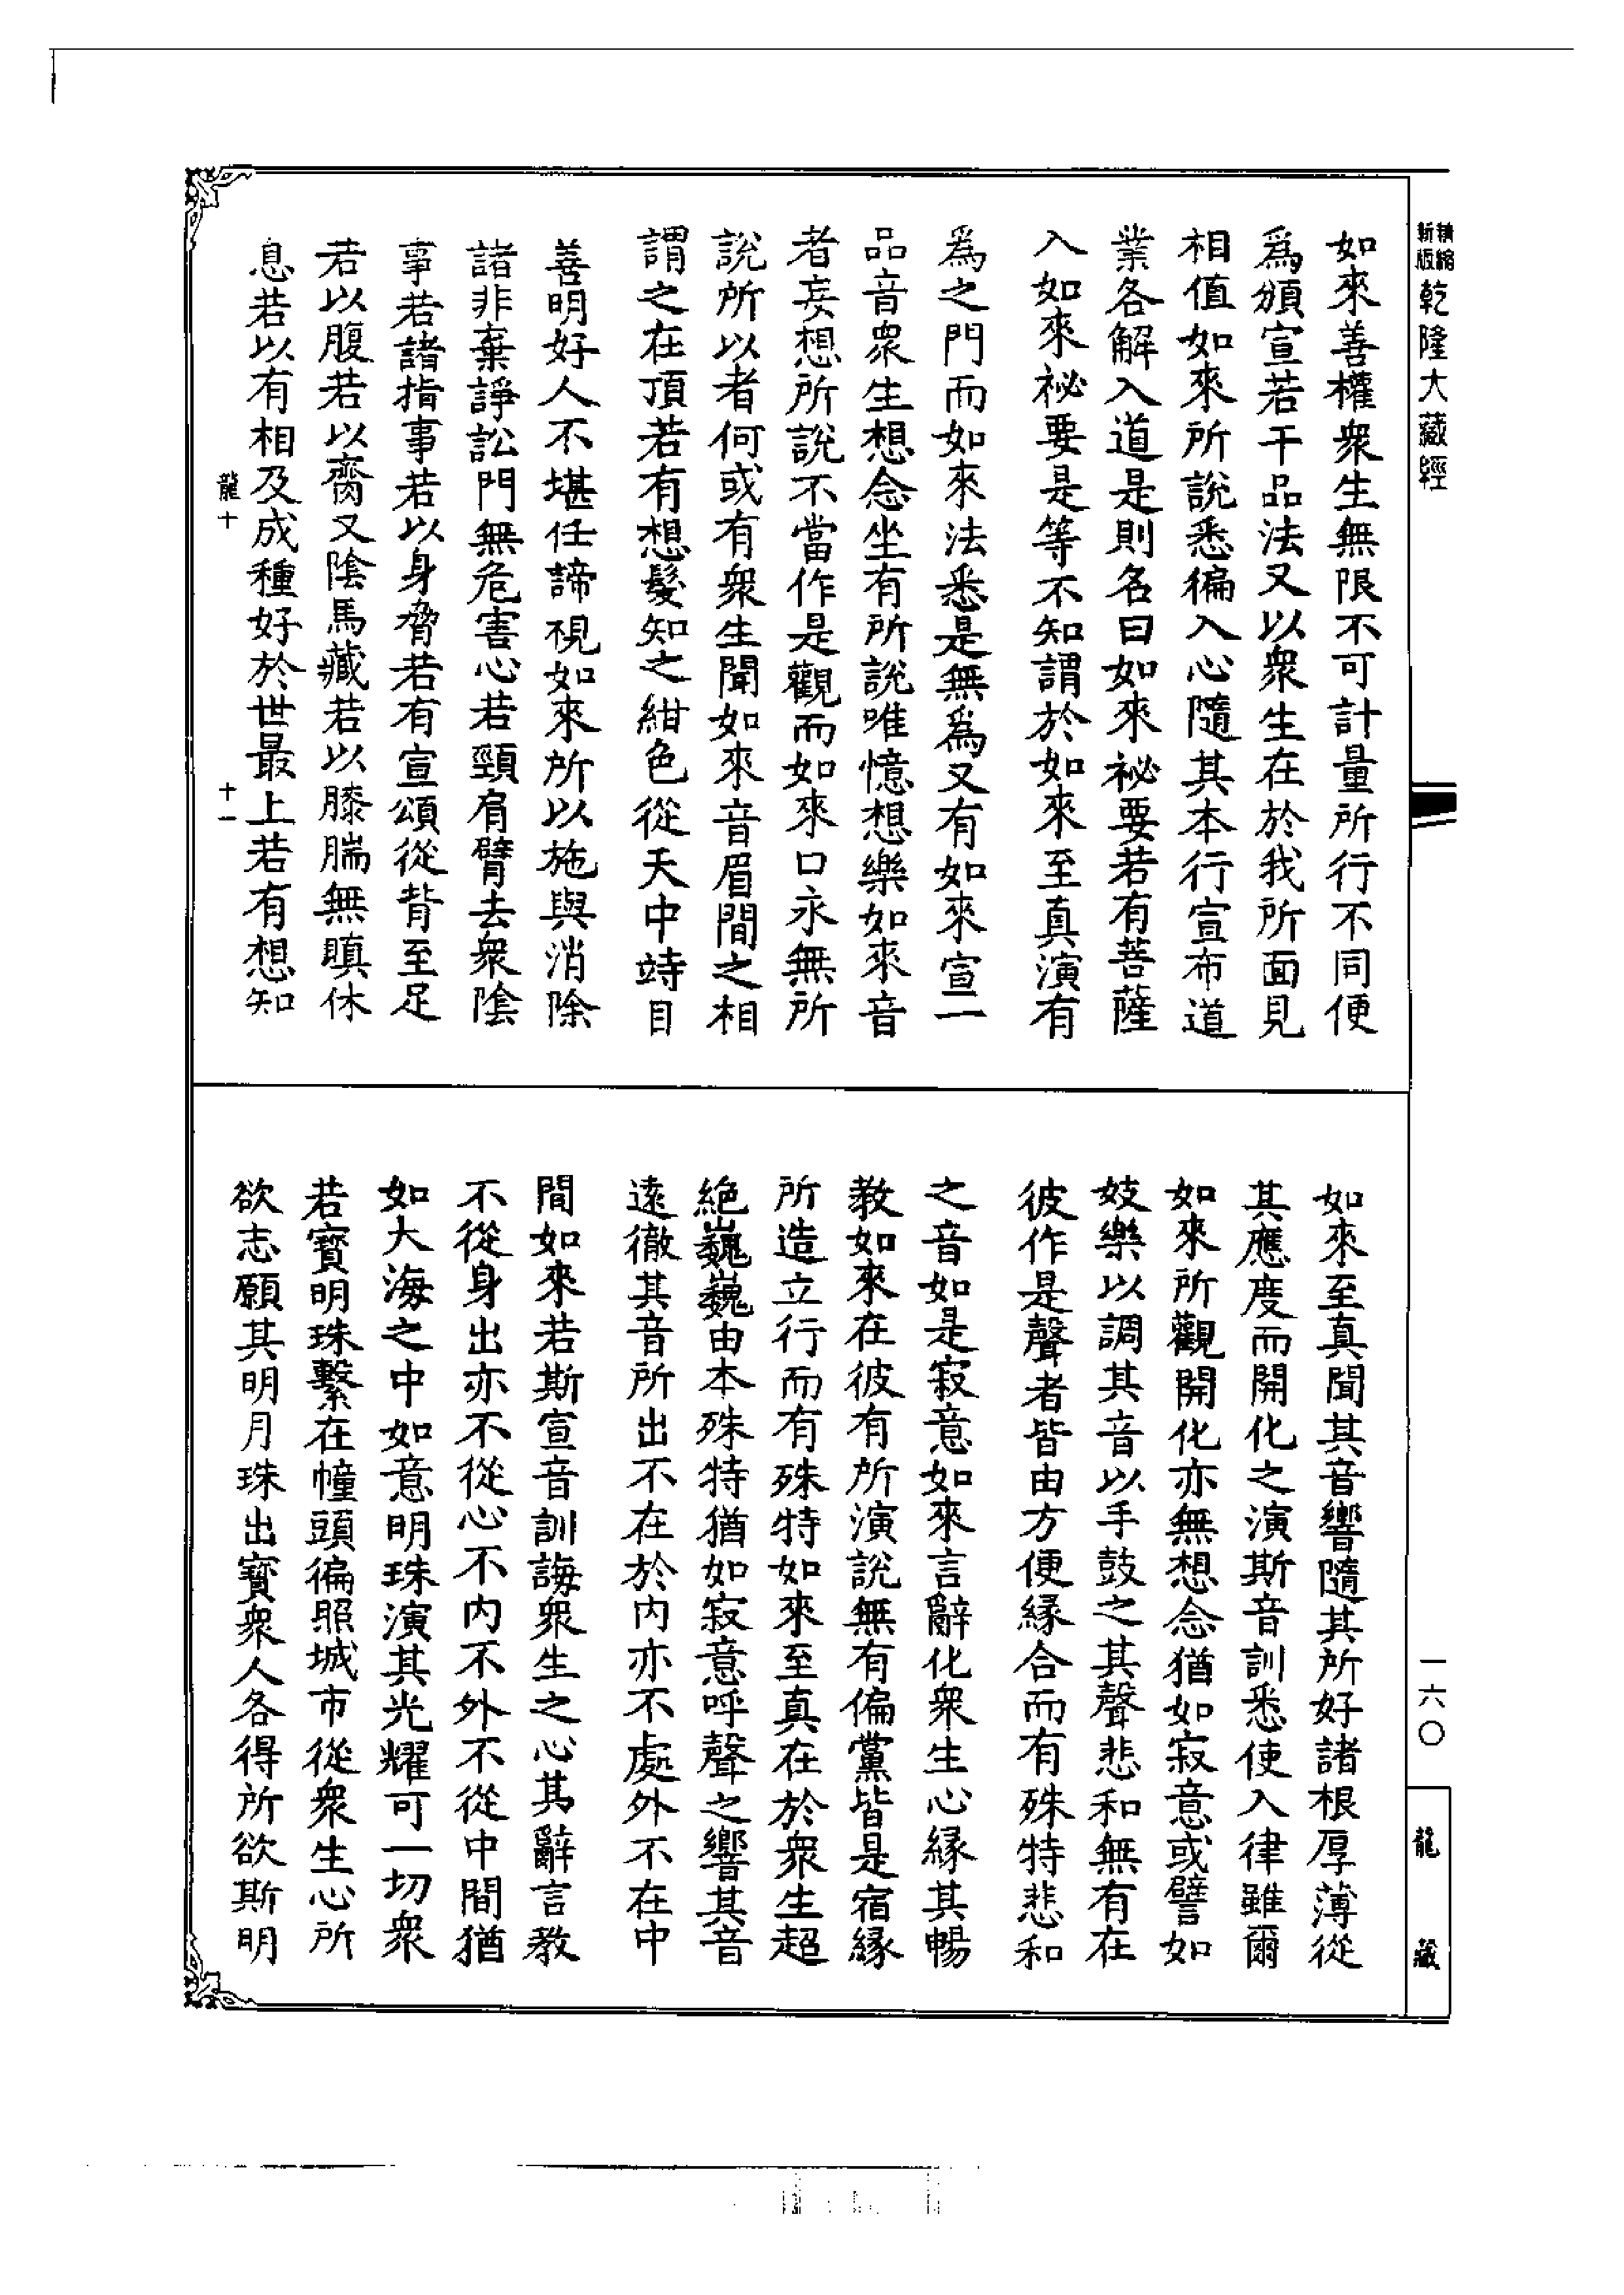 精縮新版乾隆大藏經
如來善權衆生無限不可計量所行不同便
爲頒宣若干品法又以衆生在於我所面見
相值如來所說悉徧入心隨其本行宣布道
業各解入道是則名曰如來祕要若有菩薩
入如來祕要是等不知謂於如來至真演有
爲之門而如來法悉是無爲又有如來宣一
品音衆生想念坐有所說唯憶想樂如來音
者妄想所說不當作是觀而如來口永無所
說所以者何或有衆生聞如來音眉間之相
謂之在頂若有想髮知之紺色從天中跱目
善明好人不堪任諦視如來所以施與消除
諸非棄諍訟門無危害心若頸肩臂去衆陰
事若諸指事若以身脅若有宣頌從背至足
若以腹若以臍又陰馬藏若以膝腨無瞋休
息若以有相及成種好於世最上若有想知
龍十
十一
如來至真聞其音響隨其所好諸根厚薄從
其應度而開化之演斯音訓悉使入律雖爾
如來所觀開化亦無想念猶如寂意或譬如
妓樂以調其音以手鼓之其聲悲和無有在
彼作是聲者皆由方便緣合而有殊特悲和
之音如是寂意如來言辭化衆生心緣其暢
教如來在彼有所演說無有偏黨皆是宿緣
所造立行而有殊特如來至真在於衆生超
絕巍巍由本殊特猶如寂意呼聲之響其音
遠徹其音所出不在於內亦不處外不在中
間如來若斯宣音訓誨衆生之心其辭言教
不從身出亦不從心不內不外不從中間猶
如大海之中如意明珠演其光耀可一切衆
若寶明珠繫在幢頭徧照城市從衆生心所
欲志願其明月珠出寶衆人各得所欲斯明
一六〇
龍藏